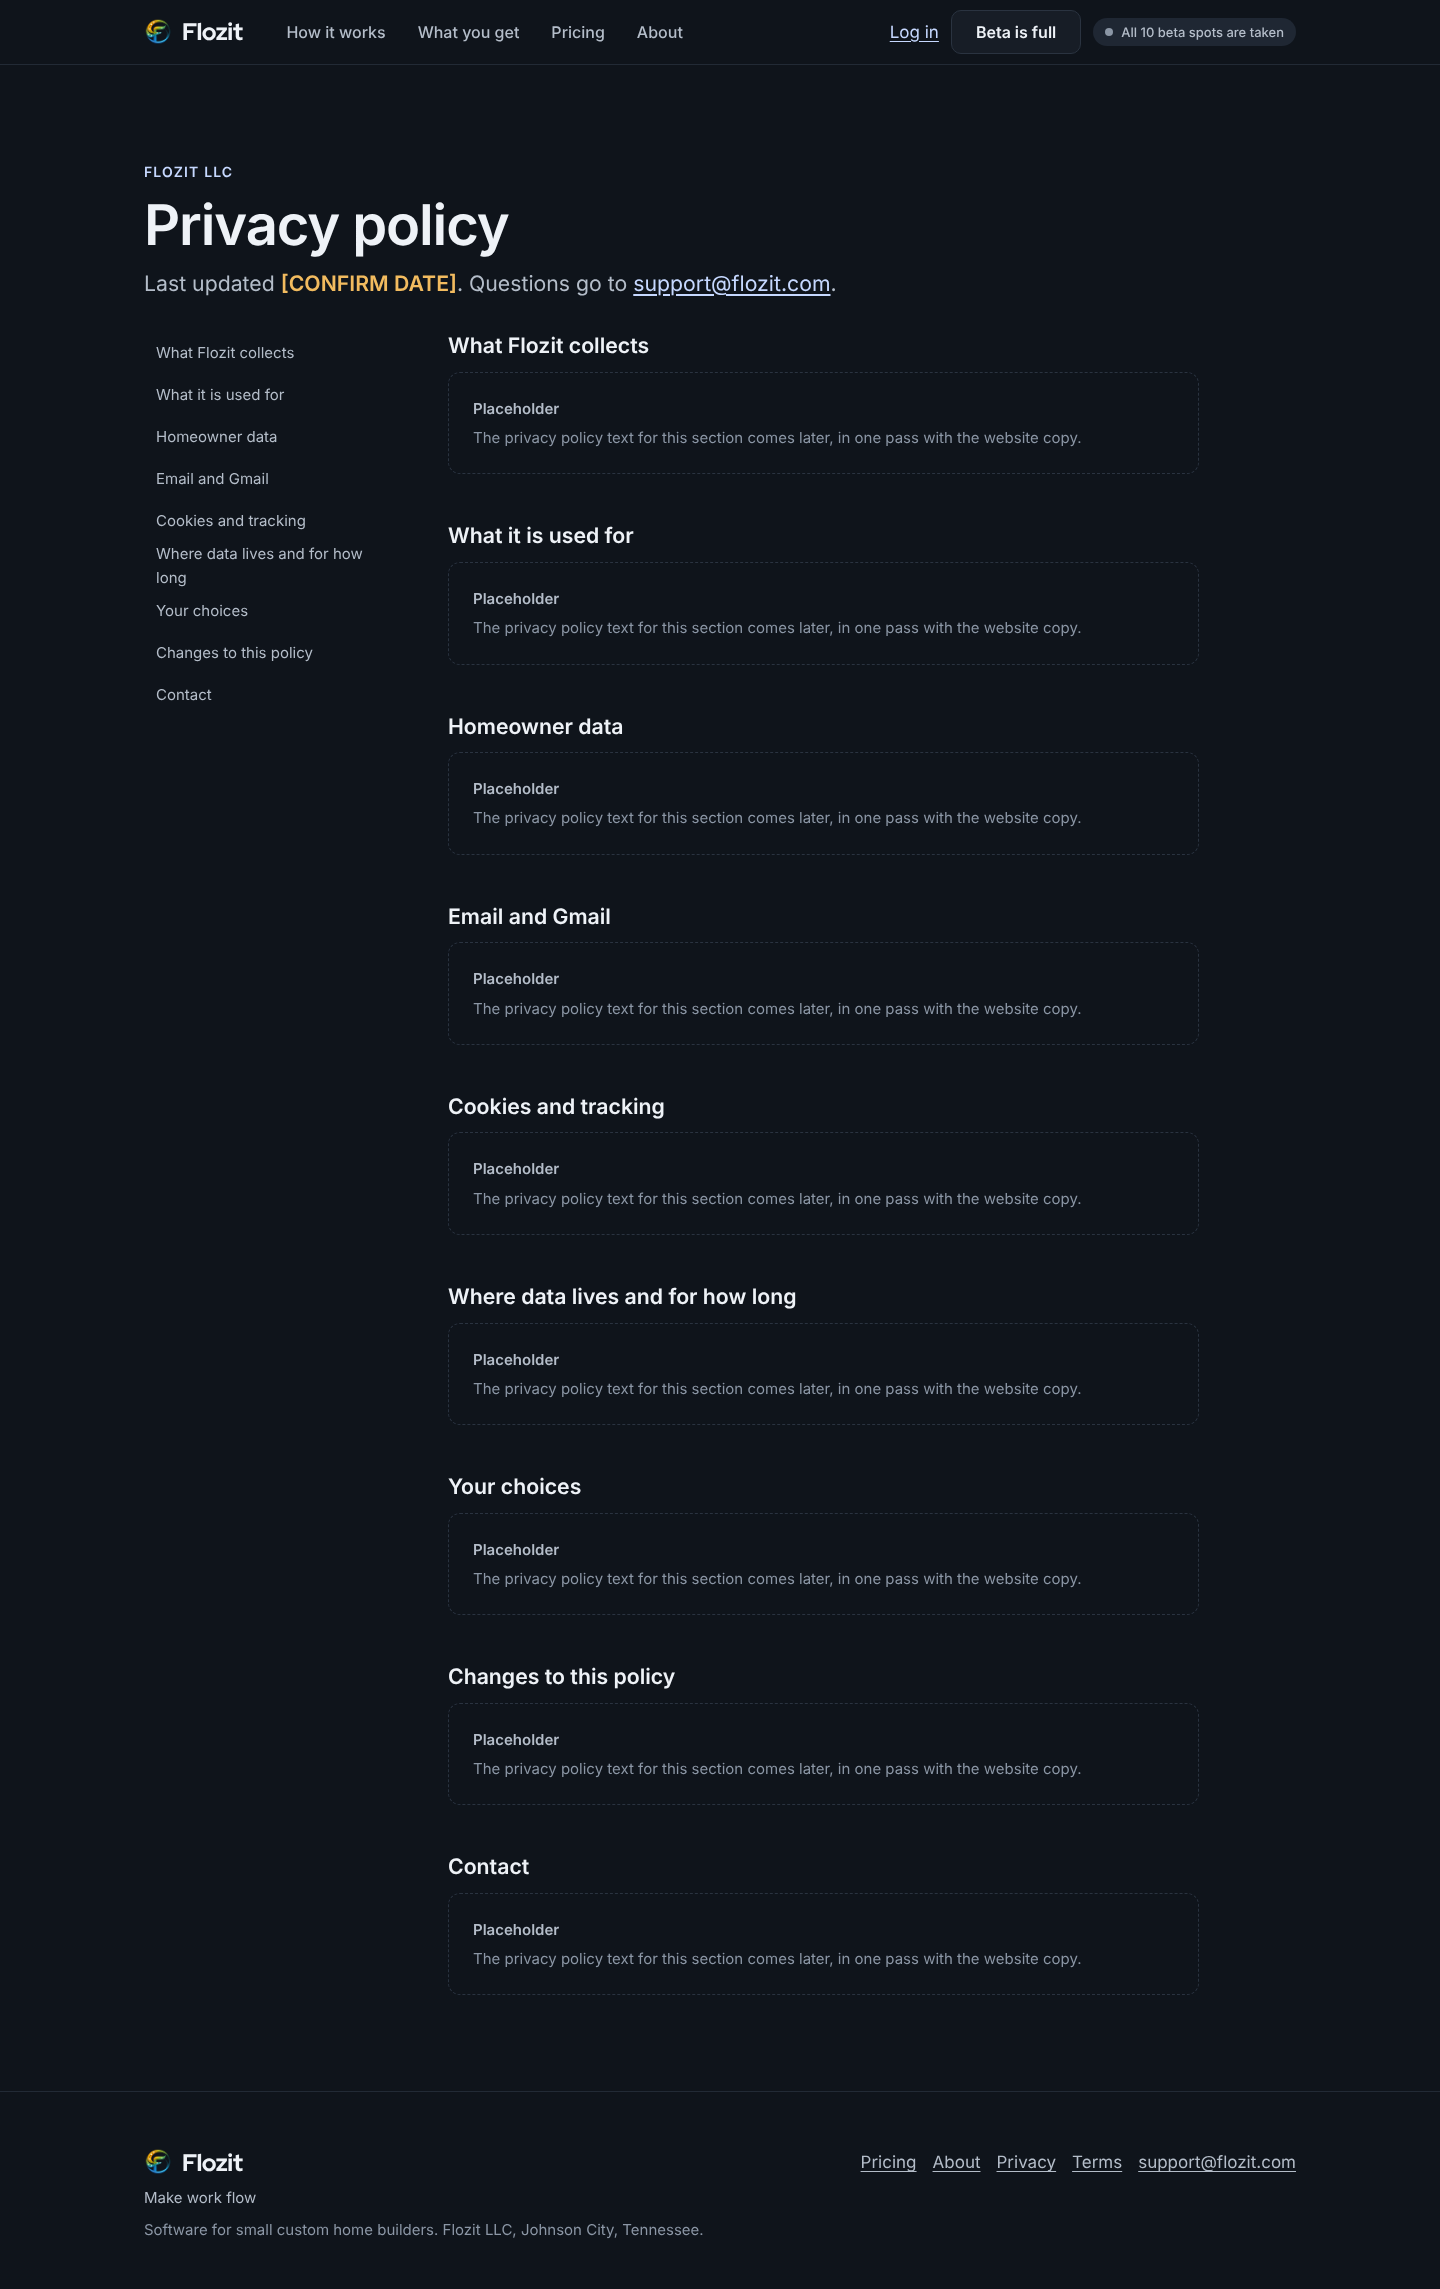 Flozit
How it works
What you get
Pricing
About
Log in
Beta is full
All 10 beta spots are taken
FLOZIT LLC
Privacy policy
Last updated [CONFIRM DATE]. Questions go to support@flozit.com.
What Flozit collects
What it is used for
Homeowner data
Email and Gmail
Cookies and tracking
Where data lives and for how
long
Your choices
Changes to this policy
Contact
What Flozit collects
Placeholder
The privacy policy text for this section comes later, in one pass with the website copy.
What it is used for
Placeholder
The privacy policy text for this section comes later, in one pass with the website copy.
Homeowner data
Placeholder
The privacy policy text for this section comes later, in one pass with the website copy.
Email and Gmail
Placeholder
The privacy policy text for this section comes later, in one pass with the website copy.
Cookies and tracking
Placeholder
The privacy policy text for this section comes later, in one pass with the website copy.
Where data lives and for how long
Placeholder
The privacy policy text for this section comes later, in one pass with the website copy.
Your choices
Placeholder
The privacy policy text for this section comes later, in one pass with the website copy.
Changes to this policy
Placeholder
The privacy policy text for this section comes later, in one pass with the website copy.
Contact
Placeholder
The privacy policy text for this section comes later, in one pass with the website copy.
Flozit
Make work flow
Software for small custom home builders. Flozit LLC, Johnson City, Tennessee.
Pricing
About
Privacy
Terms
support@flozit.com